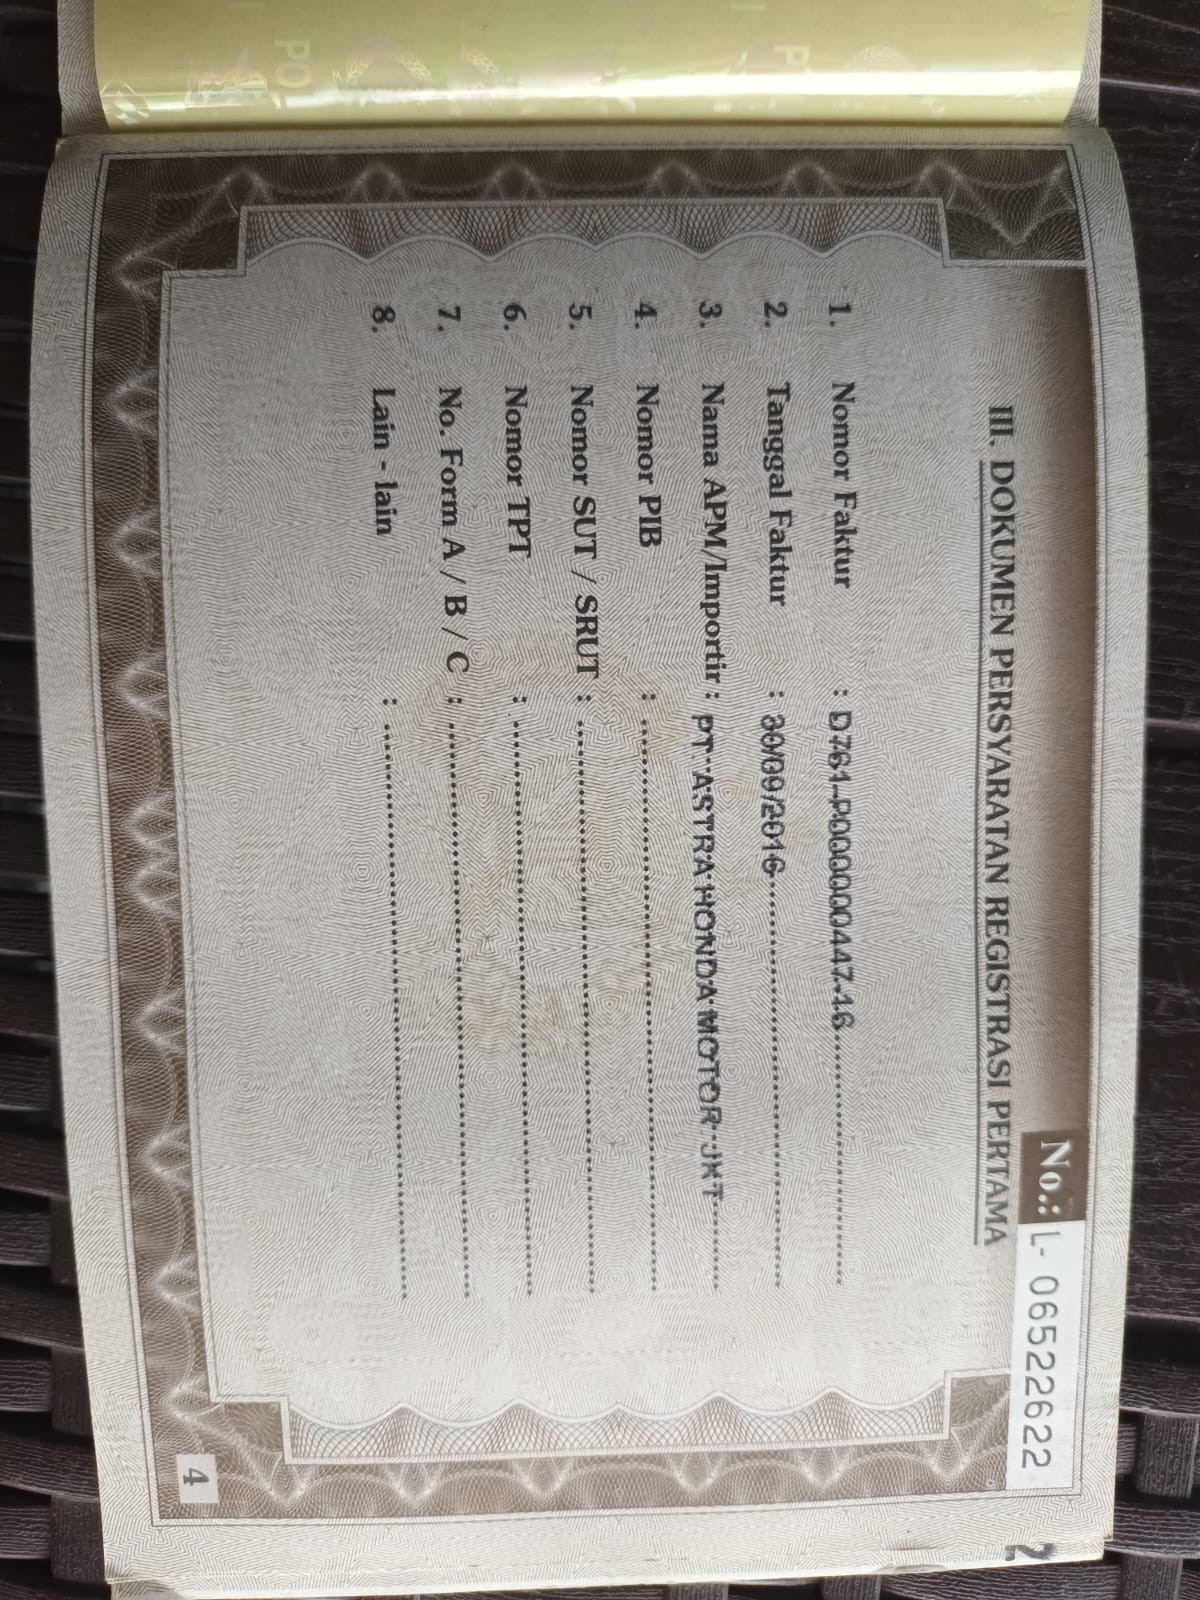 No.: L- 06522622
III. DOKUMEN PERSYARATAN REGISTRASI PERTAMA
1. Nomor Faktur : D761-P000000447-16
2. Tanggal Faktur : 30/09/2016
3. Nama APM/Importir : PT ASTRA HONDA MOTOR JKT
4. Nomor PIB :
5. Nomor SUT / SRUT :
6. Nomor TPT :
7. No. Form A / B / C :
8. Lain - lain :
4
2